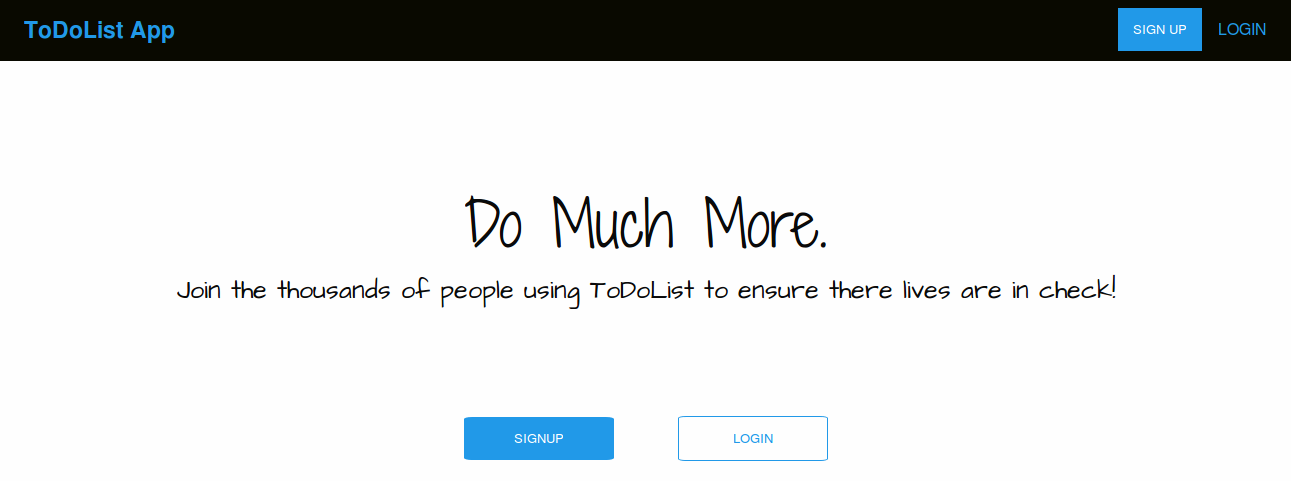 ToDoList App
SIGN UP LOGIN
Do Much More.
Join the thousands of people using ToDoList to ensure there lives are in check!
SIGNUP LOGIN